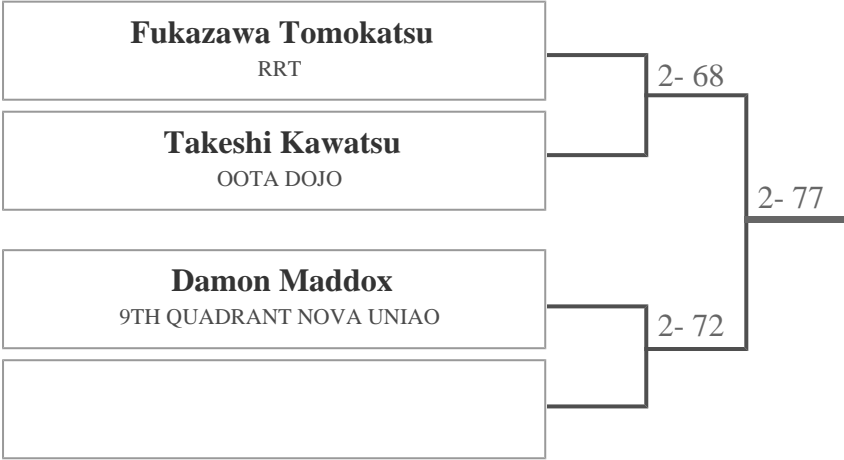 Fukazawa Tomokatsu
RRT
2- 68
Takeshi Kawatsu
OOTA DOJO
2- 77
Damon Maddox
9TH QUADRANT NOVA UNIAO
2- 72